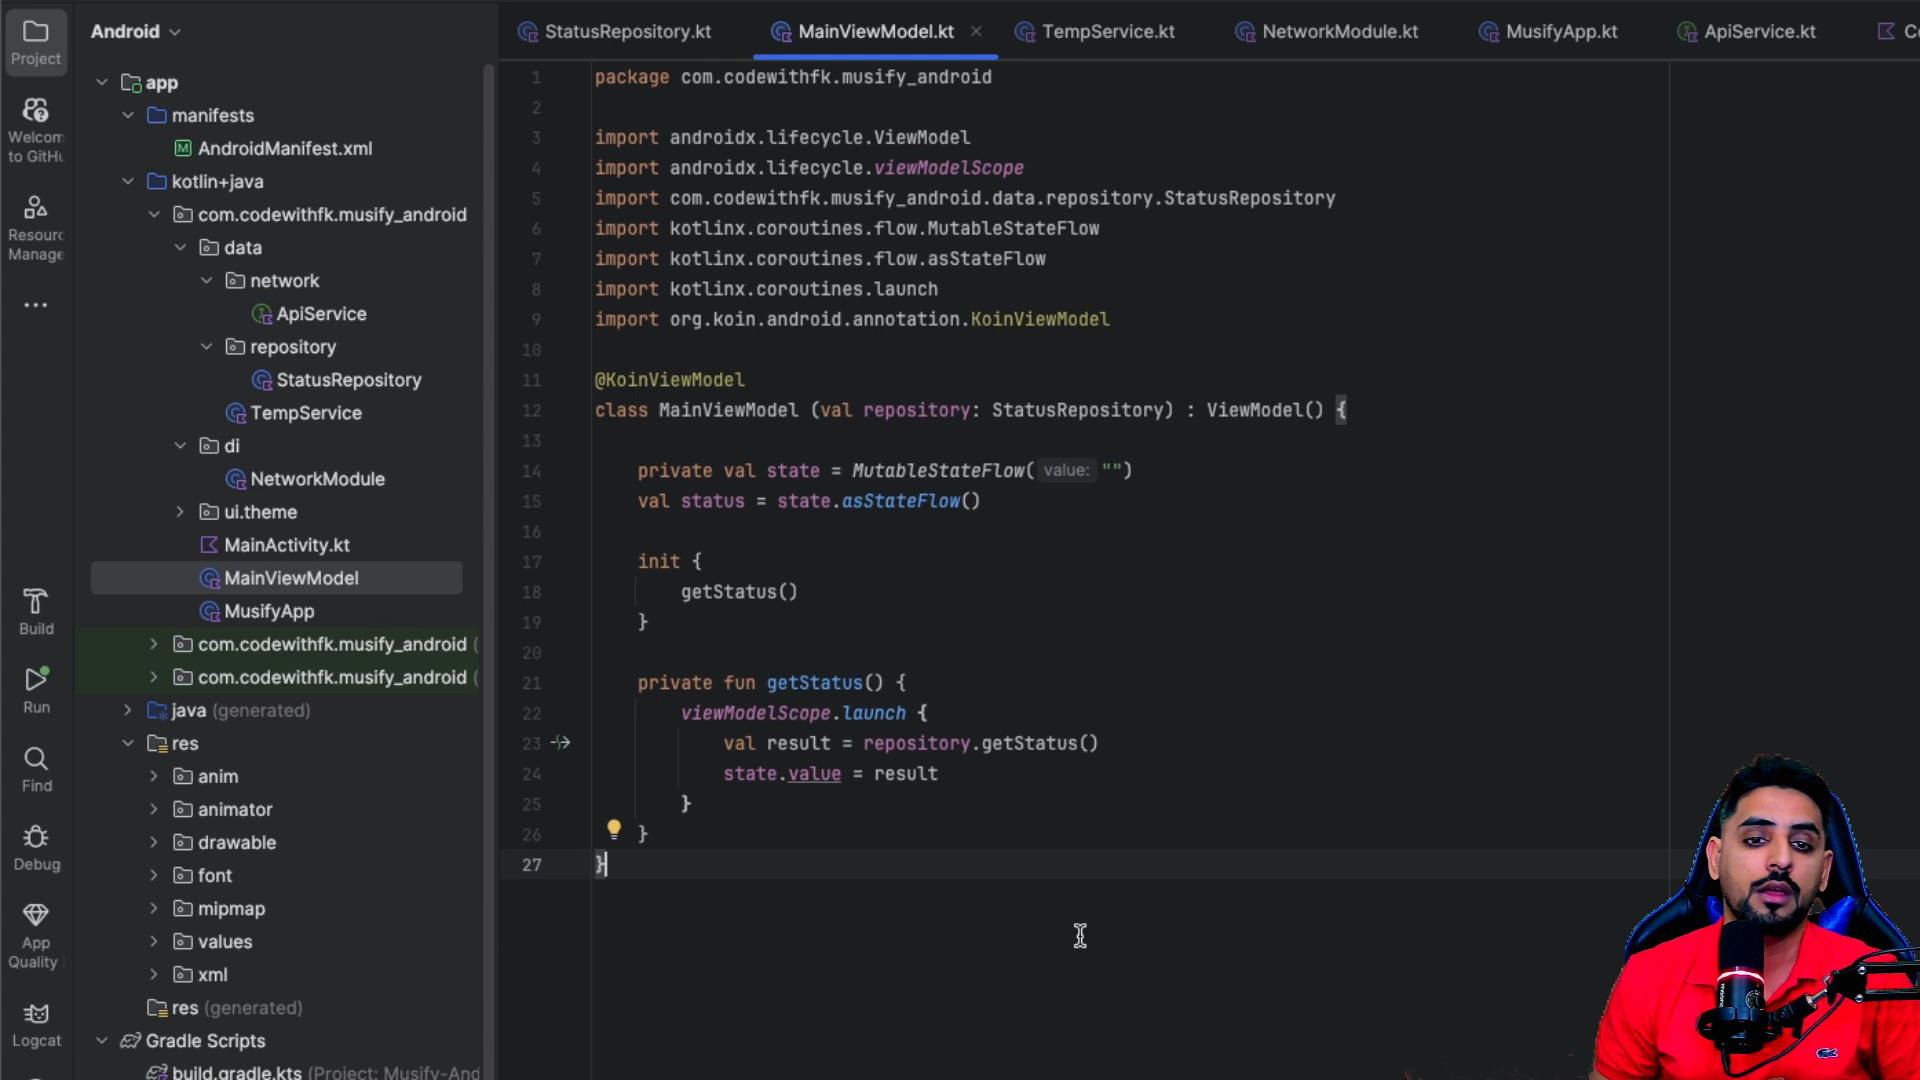 Project
Welcom
to GitHu
Resourc
Manage
Build
Run
Find
Debug
App
Quality
Logcat
Android
app
manifests
AndroidManifest.xml
kotlin+java
com.codewithfk.musify_android
data
network
ApiService
repository
StatusRepository
TempService
di
NetworkModule
ui.theme
MainActivity.kt
MainViewModel
MusifyApp
com.codewithfk.musify_android (
com.codewithfk.musify_android (
java (generated)
res
anim
animator
drawable
font
mipmap
values
xml
res (generated)
Gradle Scripts
build.gradle.kts (Project: Musify-And
StatusRepository.kt MainViewModel.kt TempService.kt NetworkModule.kt MusifyApp.kt ApiService.kt
1 package com.codewithfk.musify_android
2
3 import androidx.lifecycle.ViewModel
4 import androidx.lifecycle.viewModelScope
5 import com.codewithfk.musify_android.data.repository.StatusRepository
6 import kotlinx.coroutines.flow.MutableStateFlow
7 import kotlinx.coroutines.flow.asStateFlow
8 import kotlinx.coroutines.launch
9 import org.koin.android.annotation.KoinViewModel
10
11 @KoinViewModel
12 class MainViewModel (val repository: StatusRepository) : ViewModel() {
13
14 private val state = MutableStateFlow( value: "")
15 val status = state.asStateFlow()
16
17 init {
18 getStatus()
19 }
20
21 private fun getStatus() {
22 viewModelScope.launch {
23 val result = repository.getStatus()
24 state.value = result
25 }
26 }
27 }